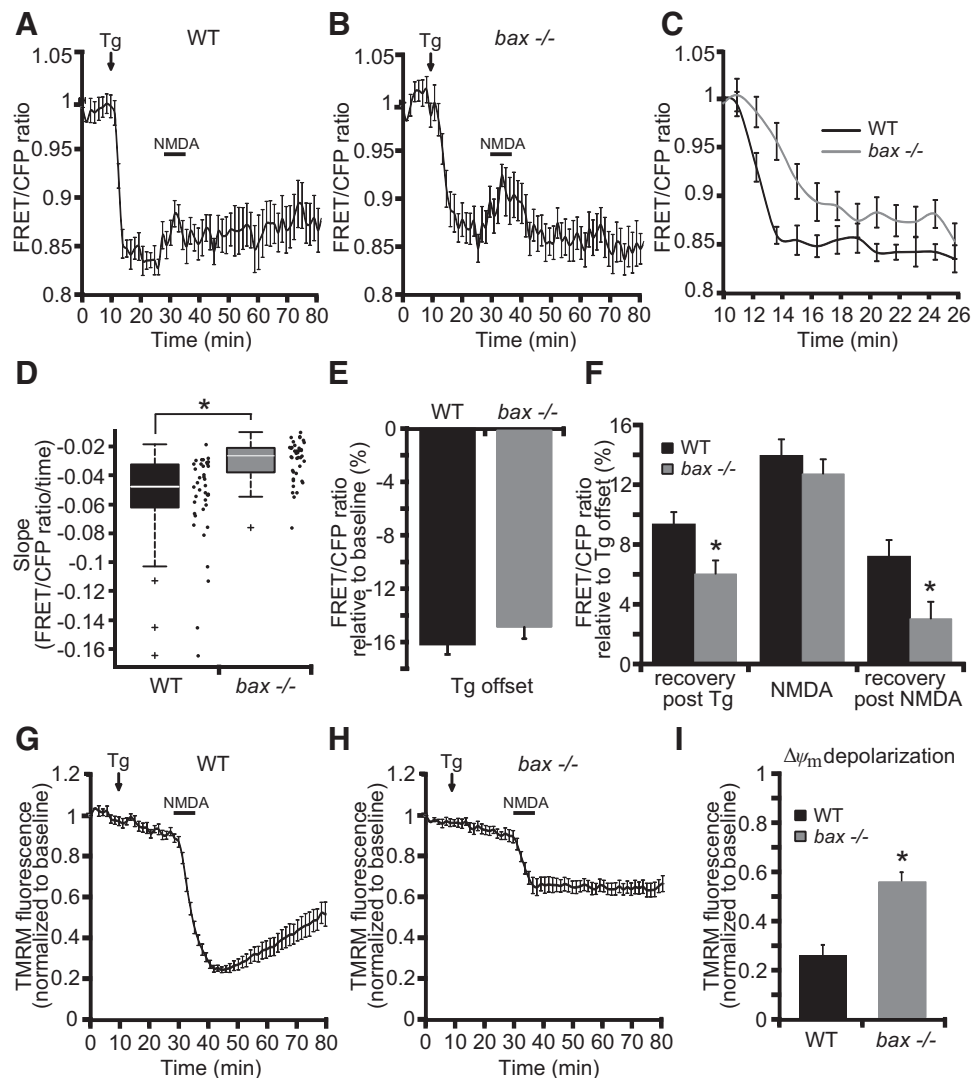 A
Tg
WT
1.05
1
0.95
0.9
0.85
0.8
NMDA
FRET/CFP ratio
0 10 20 30 40 50 60 70 80
Time (min)
B
Tg
bax -/-
1.05
1
0.95
0.9
0.85
0.8
NMDA
FRET/CFP ratio
0 10 20 30 40 50 60 70 80
Time (min)
C
1.05
1
0.95
0.9
0.85
0.8
WT
bax -/-
FRET/CFP ratio
10 12 14 16 18 20 22 24 26
Time (min)
D
*
-0.02
-0.04
-0.06
-0.08
-0.1
-0.12
-0.14
-0.16
Slope
(FRET/CFP ratio/time)
WT
bax -/-
E
WT
bax -/-
0
-4
-8
-12
-16
FRET/CFP ratio
relative to baseline (%)
Tg offset
F
16
12
8
4
0
WT
bax -/-
*
*
FRET/CFP ratio
relative to Tg offset (%)
recovery
post Tg
NMDA
recovery
post NMDA
G
Tg
WT
1.2
1
0.8
0.6
0.4
0.2
0
NMDA
TMRM fluorescence
(normalized to baseline)
0 10 20 30 40 50 60 70 80
Time (min)
H
Tg
bax -/-
1.2
1
0.8
0.6
0.4
0.2
0
NMDA
TMRM fluorescence
(normalized to baseline)
0 10 20 30 40 50 60 70 80
Time (min)
I
Δψm depolarization
1
0.8
0.6
0.4
0.2
0
WT
bax -/-
*
TMRM fluorescence
(normalized to baseline)
WT
bax -/-